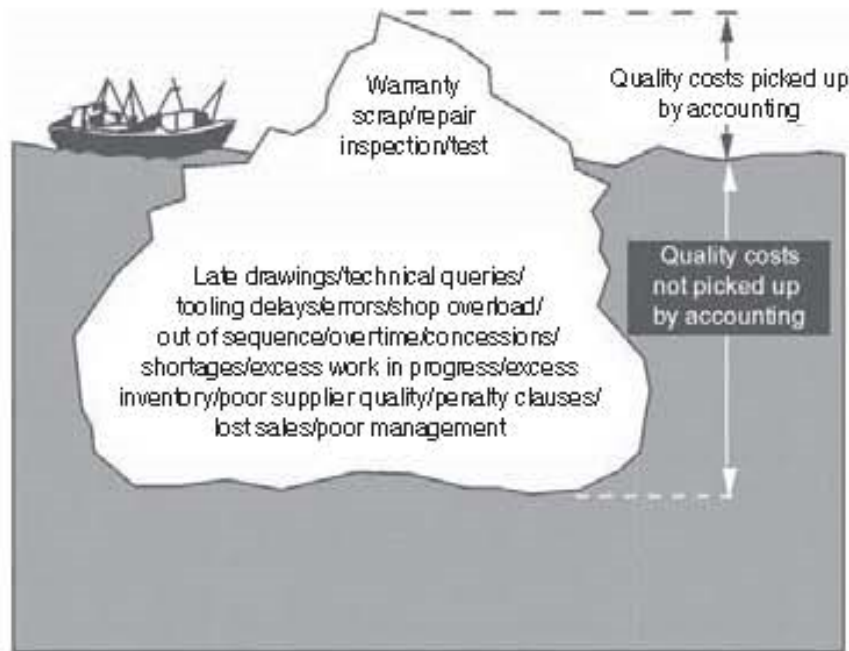 Warranty
scrap/repair
inspection/test
Quality costs picked up
by accounting
Late drawings/technical queries/
tooling delays/errors/shop overload/
out of sequence/overtime/concessions/
shortages/excess work in progress/excess
inventory/poor supplier quality/penalty clauses/
lost sales/poor management
Quality costs
not picked up
by accounting